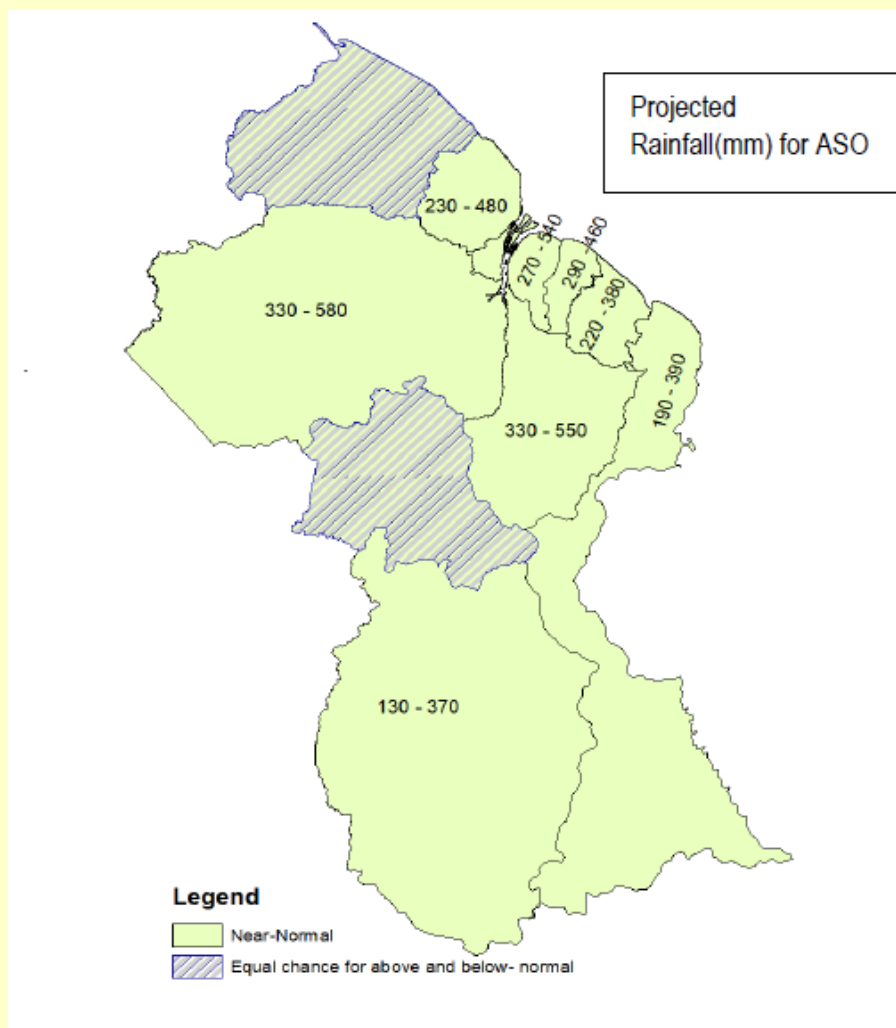 Projected
Rainfall(mm) for ASO
230 - 480
270 - 540
290 - 460
220 - 380
330 - 580
190 - 390
330 - 550
130 - 370
Legend
Near-Normal
Equal chance for above and below- normal